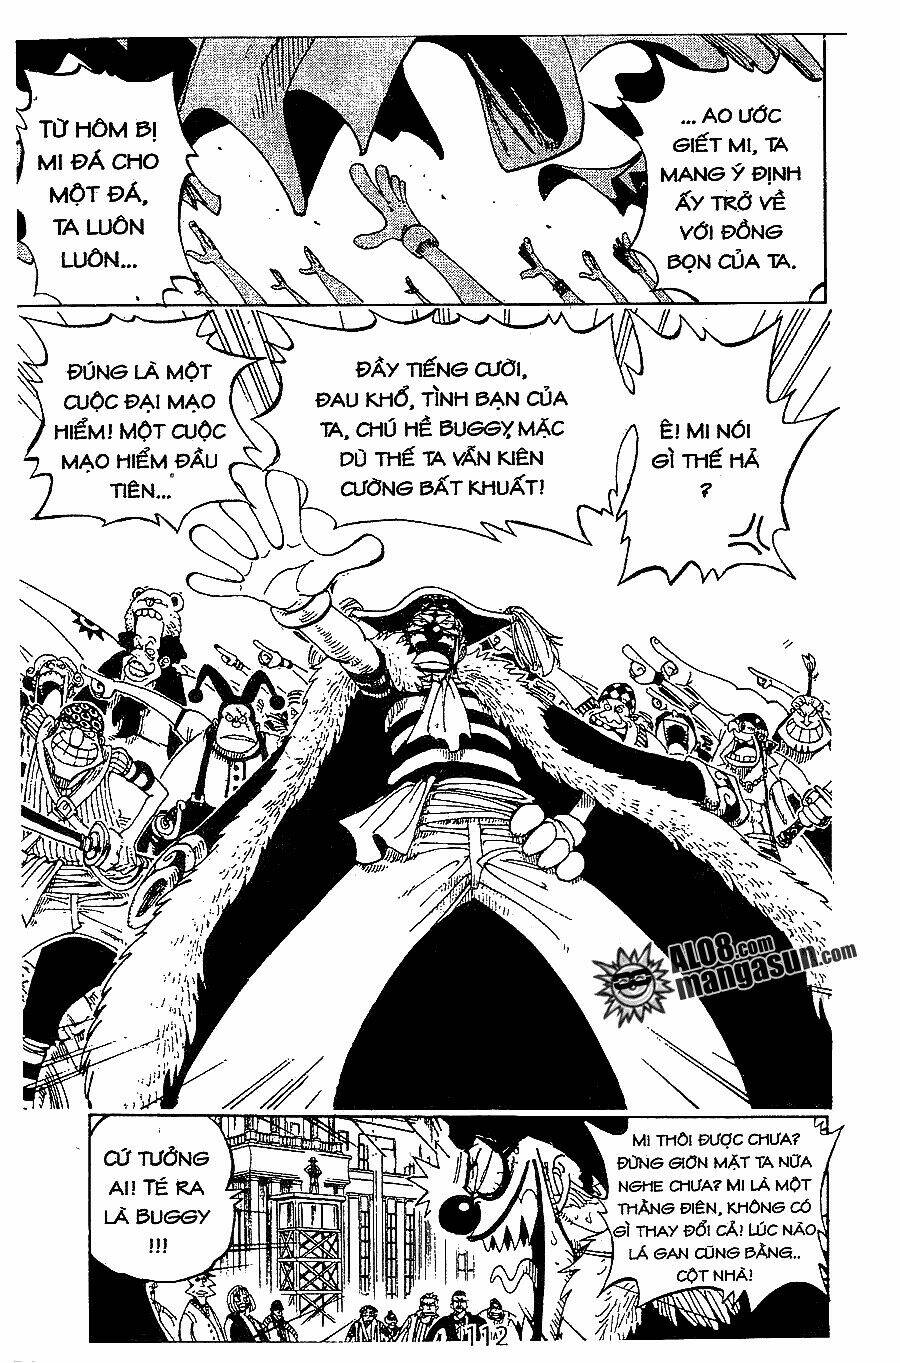 TỪ HÔM BỊ
MI ĐÁ CHO
MỘT ĐÁ,
TA LUÔN
LUÔN...
... AO ƯỚC
GIẾT MI, TA
MANG Ý ĐỊNH
ẤY TRỞ VỀ
VỚI ĐỒNG
BỌN CỦA TA.
ĐÚNG LÀ MỘT
CUỘC ĐẠI MẠO
HIỂM! MỘT CUỘC
MẠO HIỂM ĐẦU
TIÊN...
ĐẦY TIẾNG CƯỜI,
ĐAU KHỔ, TÌNH BẠN CỦA
TA, CHÚ HỀ BUGGY, MẶC
DÙ THẾ TA VẪN KIÊN
CƯỜNG BẤT KHUẤT!
Ê! MI NÓI
GÌ THẾ HẢ
?
ALO8.com
mangasun.com
CỨ TƯỞNG
AI! TÉ RA
LÀ BUGGY
!!!
MI THÔI ĐƯỢC CHƯA?
ĐỪNG GIỠN MẶT TA NỮA
NGHE CHƯA? MI LÀ MỘT
THẰNG ĐIÊN, KHÔNG CÓ
GÌ THAY ĐỔI CẢ! LÚC NÀO
LÁ GAN CŨNG BẰNG..
CỘT NHÀ!
112